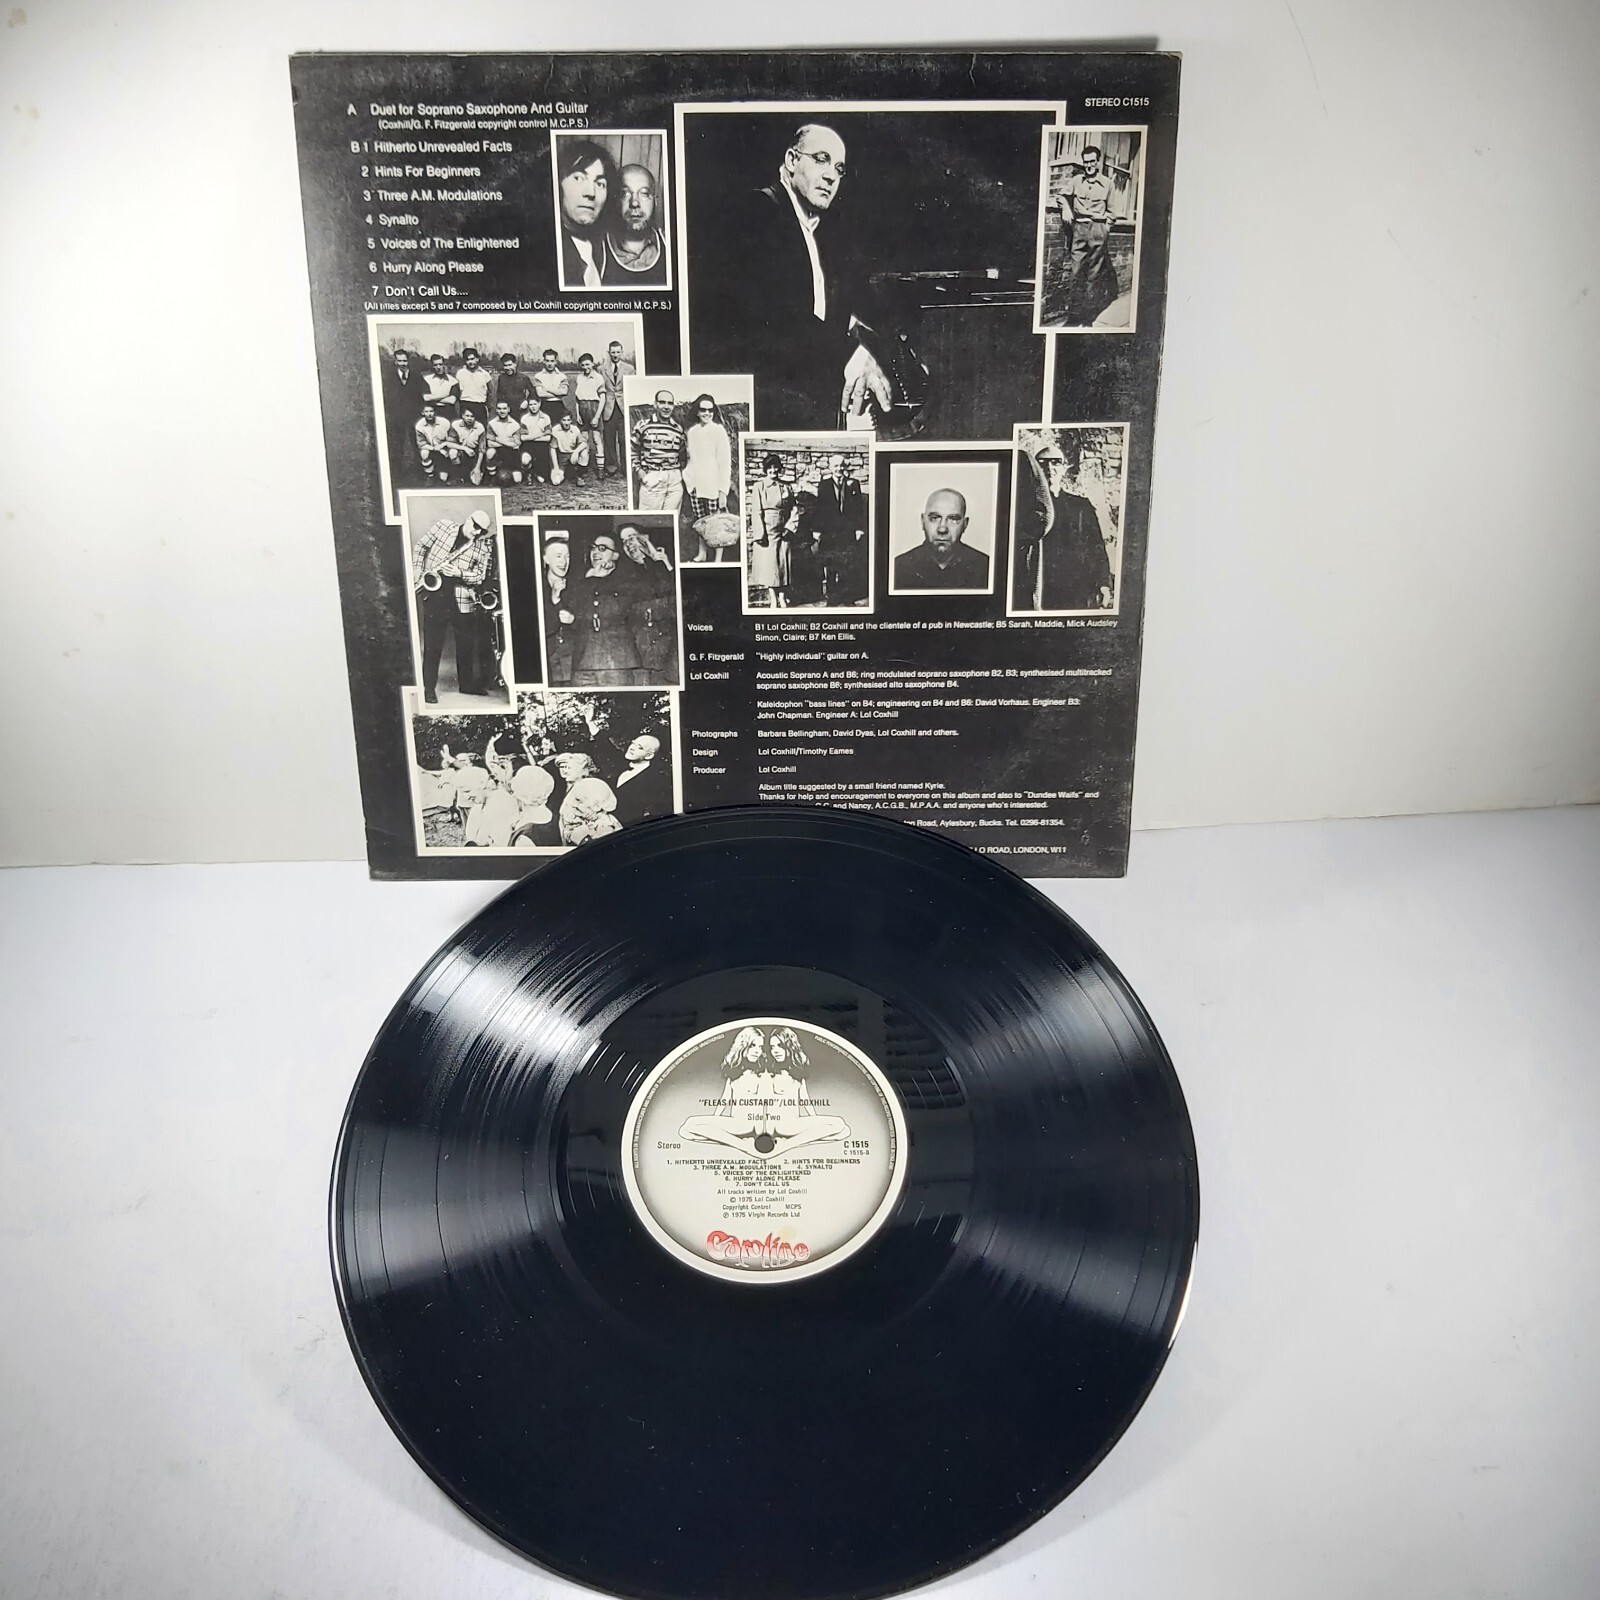 STEREO C1515
A Duet for Soprano Saxophone And Guitar
(Coxhill/G. F. Fitzgerald copyright control M.C.P.S.)
B 1 Hitherto Unrevealed Facts
2 Hints For Beginners
3 Three A.M. Modulations
4 Synalto
5 Voices of The Enlightened
6 Hurry Along Please
7 Don't Call Us....
(All titles except 5 and 7 composed by Lol Coxhill copyright control M.C.P.S.)
Voices B1 Lol Coxhill; B2 Coxhill and the clientele of a pub in Newcastle; B5 Sarah, Maddie, Mick Audsley
Simon, Claire; B7 Ken Ellis.
G. F. Fitzgerald "Highly individual": guitar on A.
Lol Coxhill Acoustic Soprano A and B6; ring modulated soprano saxophone B2, B3; synthesised multitracked
soprano saxophone B6; synthesised alto saxophone B4.
Kaleidophon "bass lines" on B4; engineering on B4 and B6: David Vorhaus. Engineer B3:
John Chapman. Engineer A: Lol Coxhill
Photographs Barbara Bellingham, David Dyas, Lol Coxhill and others.
Design Lol Coxhill/Timothy Eames
Producer Lol Coxhill
Album title suggested by a small friend named Kyrie.
Thanks for help and encouragement to everyone on this album and also to "Dundee Waifs" and
and Nancy, A.C.G.B., M.P.A.A. and anyone who's interested.
Road, Aylesbury, Bucks. Tel. 0296-81354.
ROAD, LONDON, W11
"FLEAS IN CUSTARD"/LOL COXHILL
Side Two
Stereo C 1515
C 1515-B
1. HITHERTO UNREVEALED FACTS 2. HINTS FOR BEGINNERS
3. THREE A.M. MODULATIONS 4. SYNALTO
5. VOICES OF THE ENLIGHTENED
6. HURRY ALONG PLEASE
7. DON'T CALL US
All tracks written by Lol Coxhill
© 1975 Lol Coxhill
Copyright Control MCPS
℗ 1975 Virgin Records Ltd
Caroline